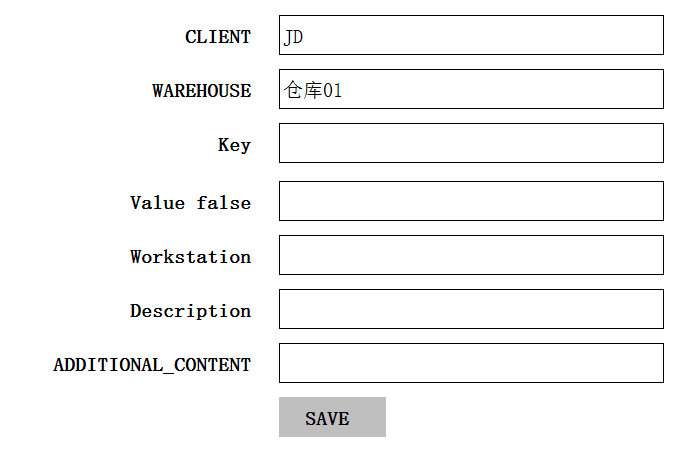 CLIENT JD
WAREHOUSE 仓库01
Key
Value false
Workstation
Description
ADDITIONAL_CONTENT
SAVE